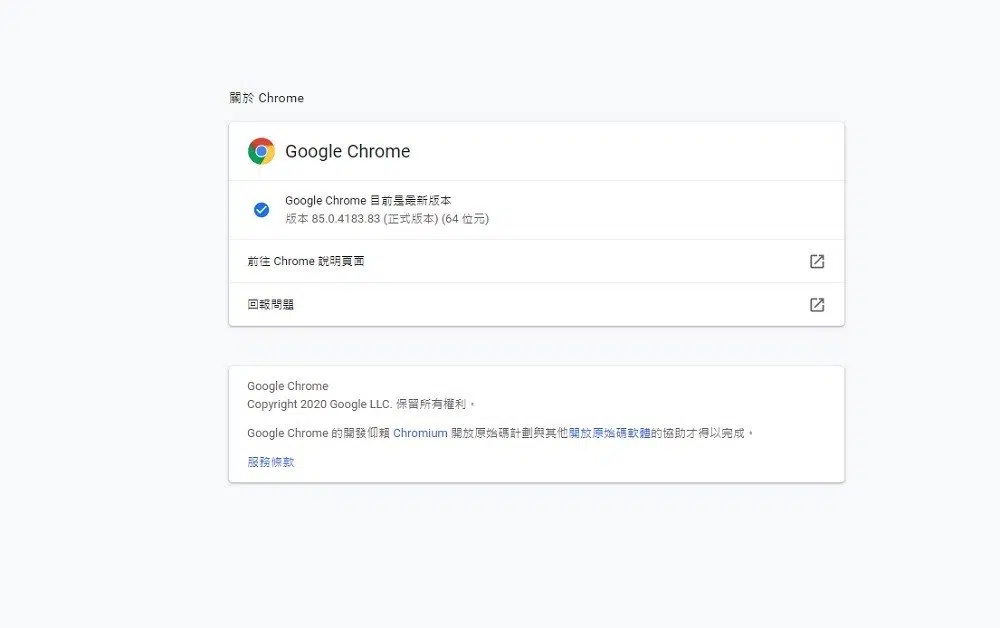 關於 Chrome
Google Chrome
Google Chrome 目前是最新版本
版本 85.0.4183.83 (正式版本) (64 位元)
前往 Chrome 說明頁面
回報問題
Google Chrome
Copyright 2020 Google LLC. 保留所有權利。
Google Chrome 的開發仰賴 Chromium 開放原始碼計劃與其他開放原始碼軟體的協助才得以完成。
服務條款